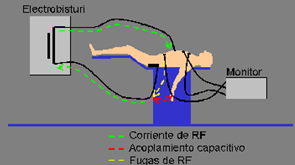 Electrobisturi
Monitor
Corriente de RF
Acoplamiento capacitivo
Fugas de RF